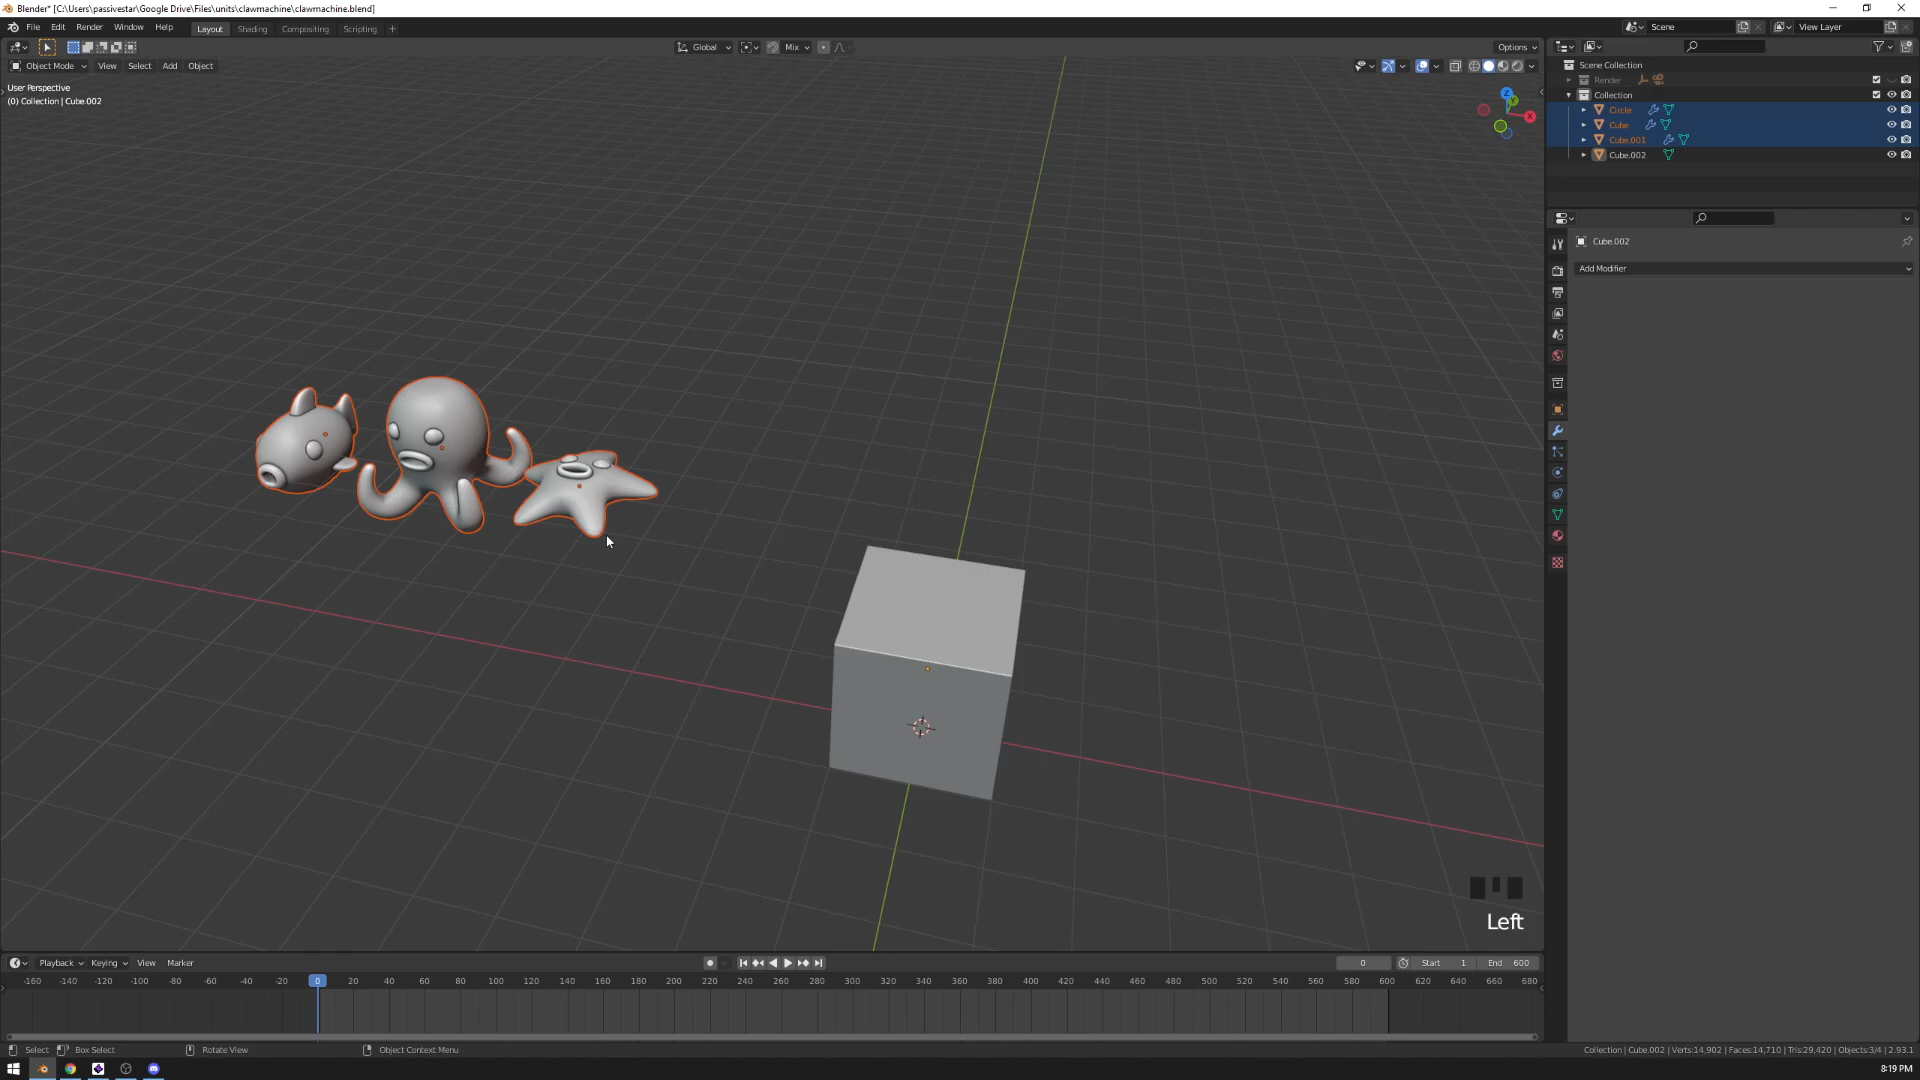 Blender* [C:\Users\passivestar\Google Drive\Files\units\clawmachine\clawmachine.blend]
File Edit Render Window Help Layout Shading Compositing Scripting + Scene View Layer
Global Mix Options
Object Mode View Select Add Object
User Perspective
(0) Collection | Cube.002
Z
Y
X
Scene Collection
Render
Collection
Circle
Cube
Cube.001
Cube.002
Cube.002
Add Modifier
Left
Playback Keying View Marker 0 Start 1 End 600
-160 -140 -120 -100 -80 -60 -40 -20 0 20 40 60 80 100 120 140 160 180 200 220 240 260 280 300 320 340 360 380 400 420 440 460 480 500 520 540 560 580 600 620 640 660 680
Select Box Select Rotate View Object Context Menu Collection | Cube.002 | Verts:14,902 | Faces:14,710 | Tris:29,420 | Objects:3/4 | 2.93.1
8:19 PM